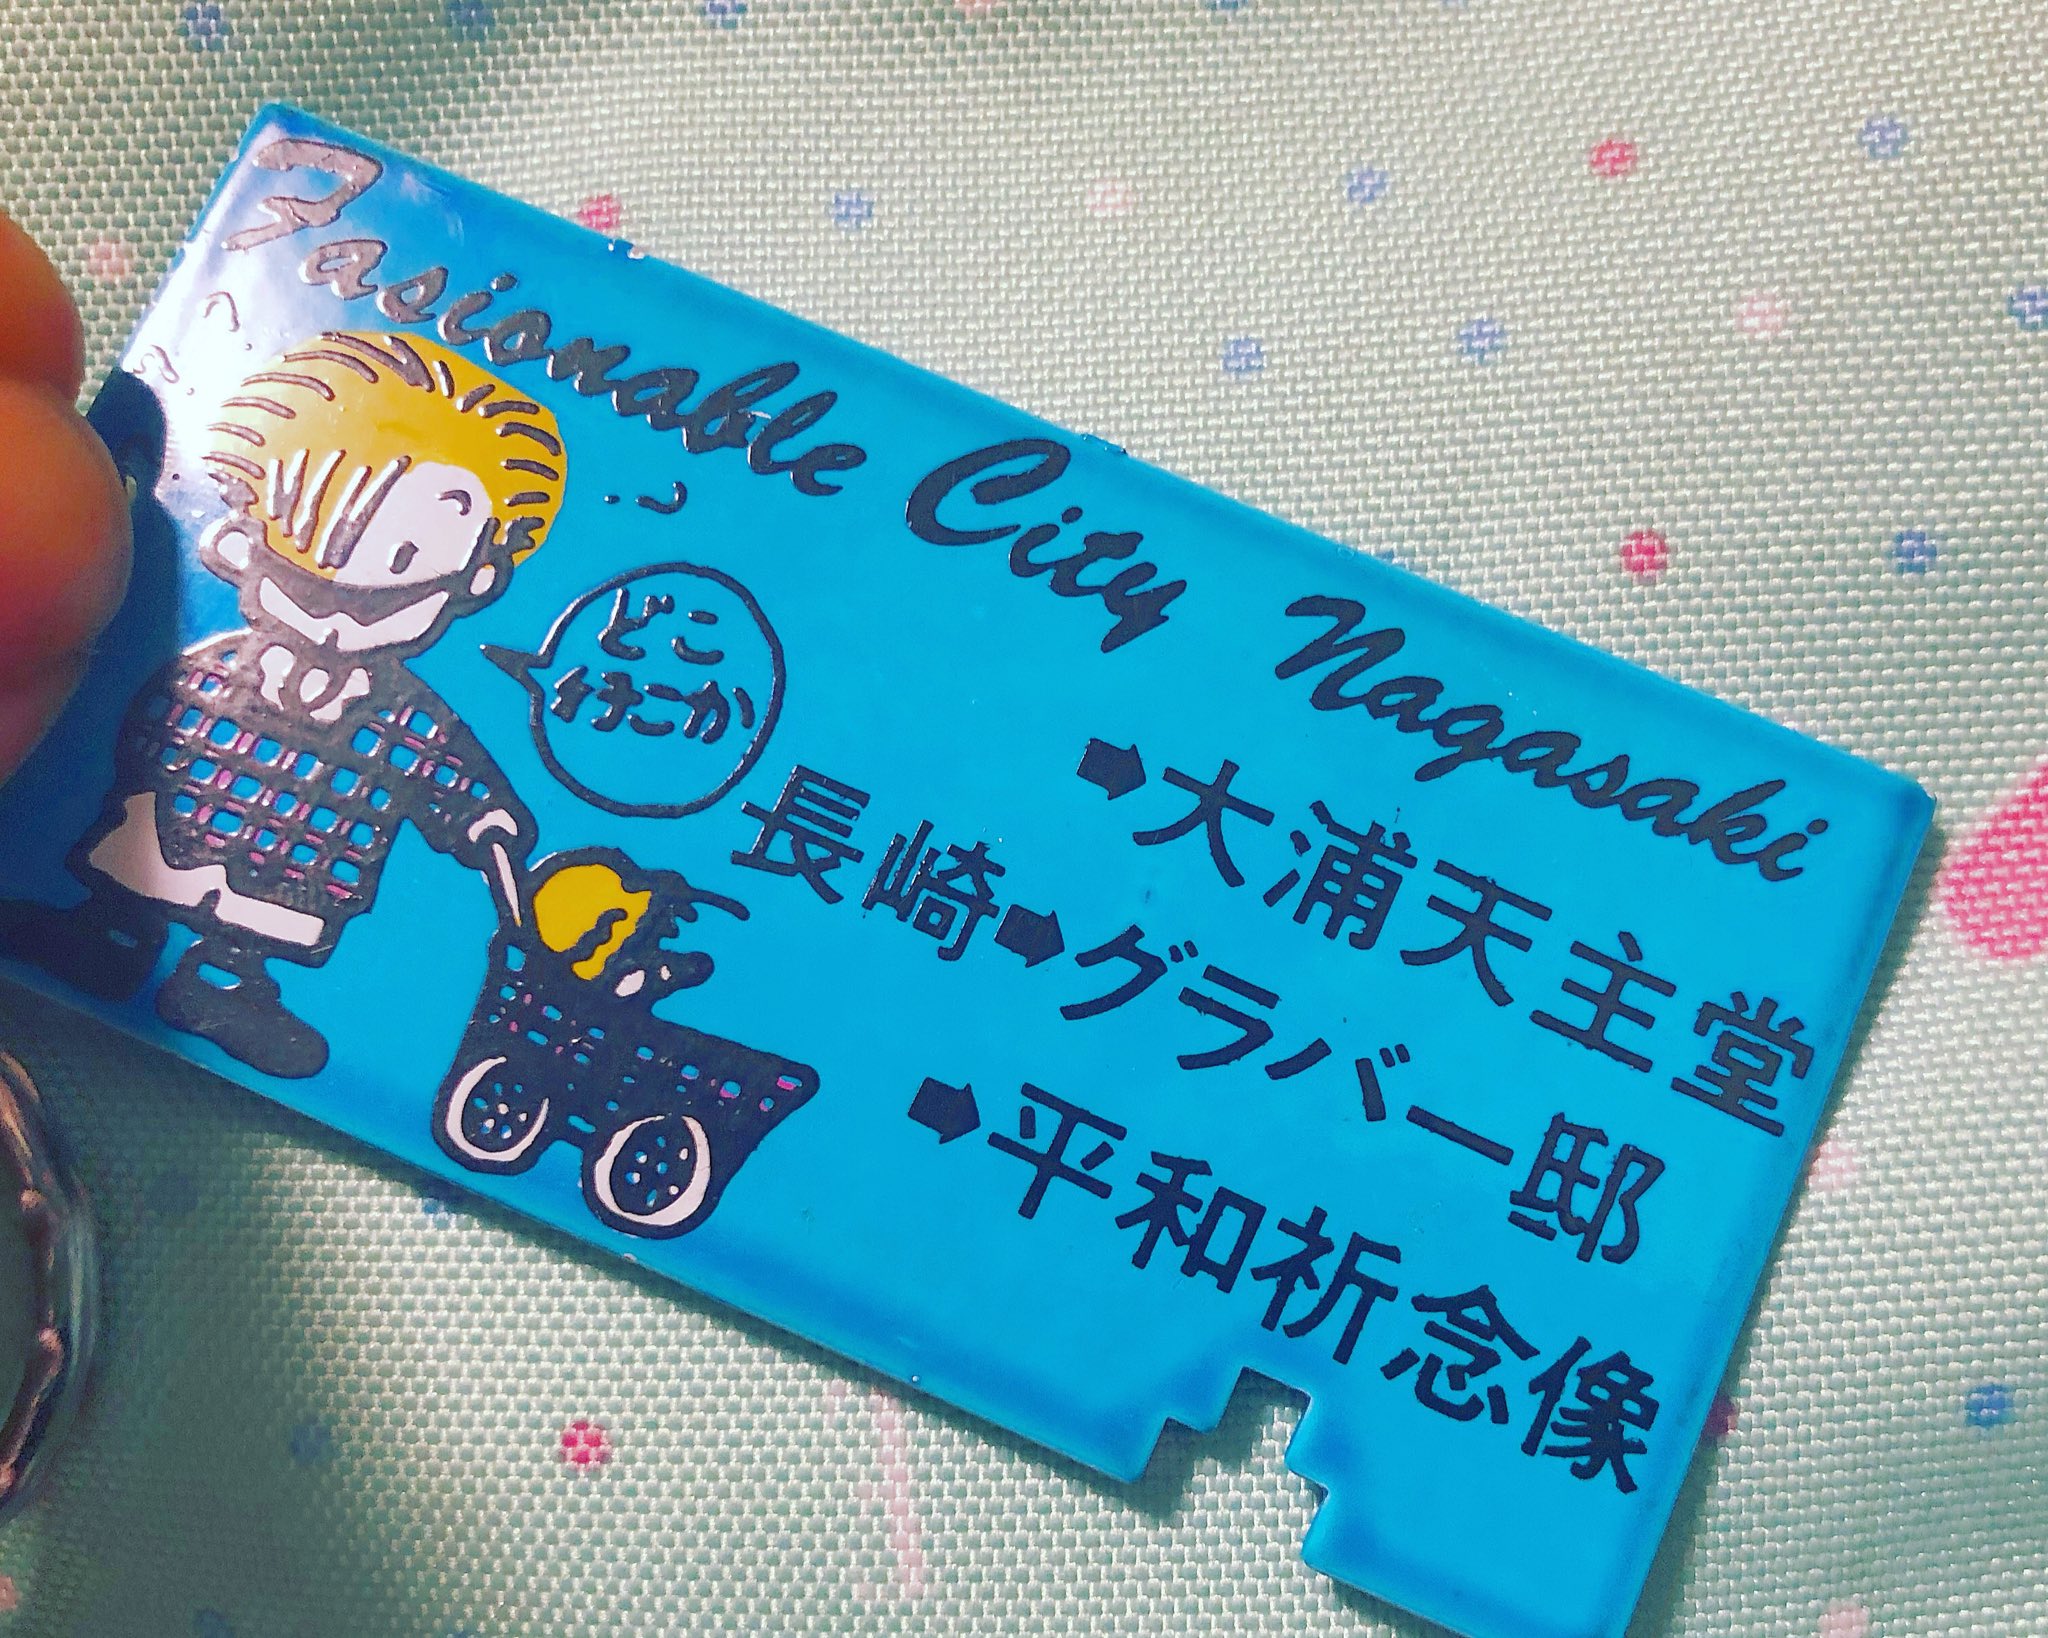 Fasionable City Nagasaki
どこ
行こか
➡大浦天主堂
長崎➡グラバー邸
➡平和祈念像